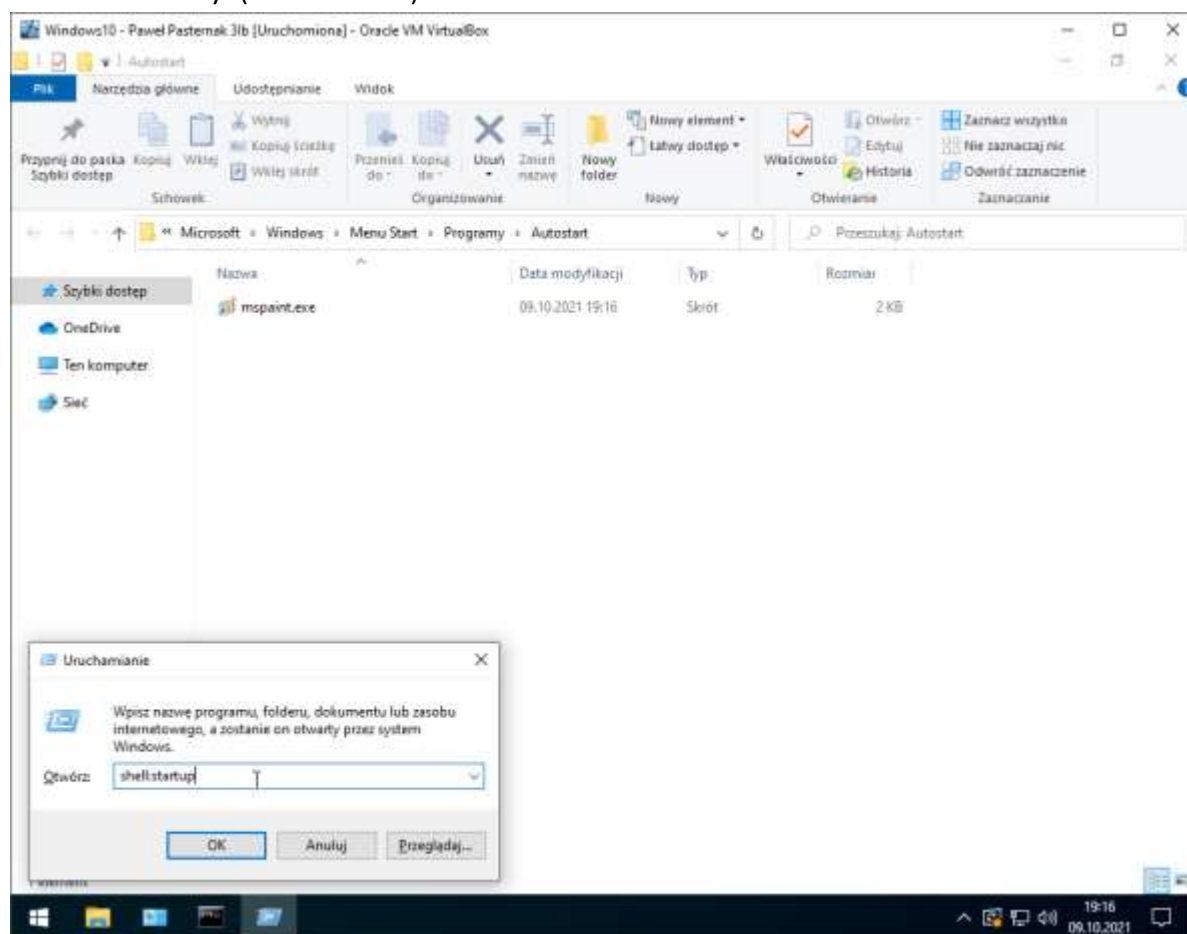 Windows10 - Paweł Pasternak 3lb [Uruchomiona] - Oracle VM VirtualBox
Autostart
Plik Narzędzia główne Udostępnianie Widok
Przypnij do paska Szybki dostęp
Kopiuj
Wklej
Wytnij
Kopiuj ścieżkę
Wklej skrót
Schowek
Przenieś do
Kopiuj do
Usuń
Zmień nazwę
Organizowanie
Nowy folder
Nowy element
Łatwy dostęp
Nowy
Właściwości
Otwórz
Edytuj
Historia
Otwieranie
Zaznacz wszystko
Nie zaznaczaj nic
Odwróć zaznaczenie
Zaznaczanie
« Microsoft Windows Menu Start Programy Autostart
Przeszukaj: Autostart
Nazwa Data modyfikacji Typ Rozmiar
Szybki dostęp
OneDrive
Ten komputer
Sieć
mspaint.exe 09.10.2021 19:16 Skrót 2 KB
Uruchamianie
Wpisz nazwę programu, folderu, dokumentu lub zasobu
internetowego, a zostanie on otwarty przez system
Windows.
Otwórz: shell:startup
OK Anuluj Przeglądaj...
19:16
09.10.2021